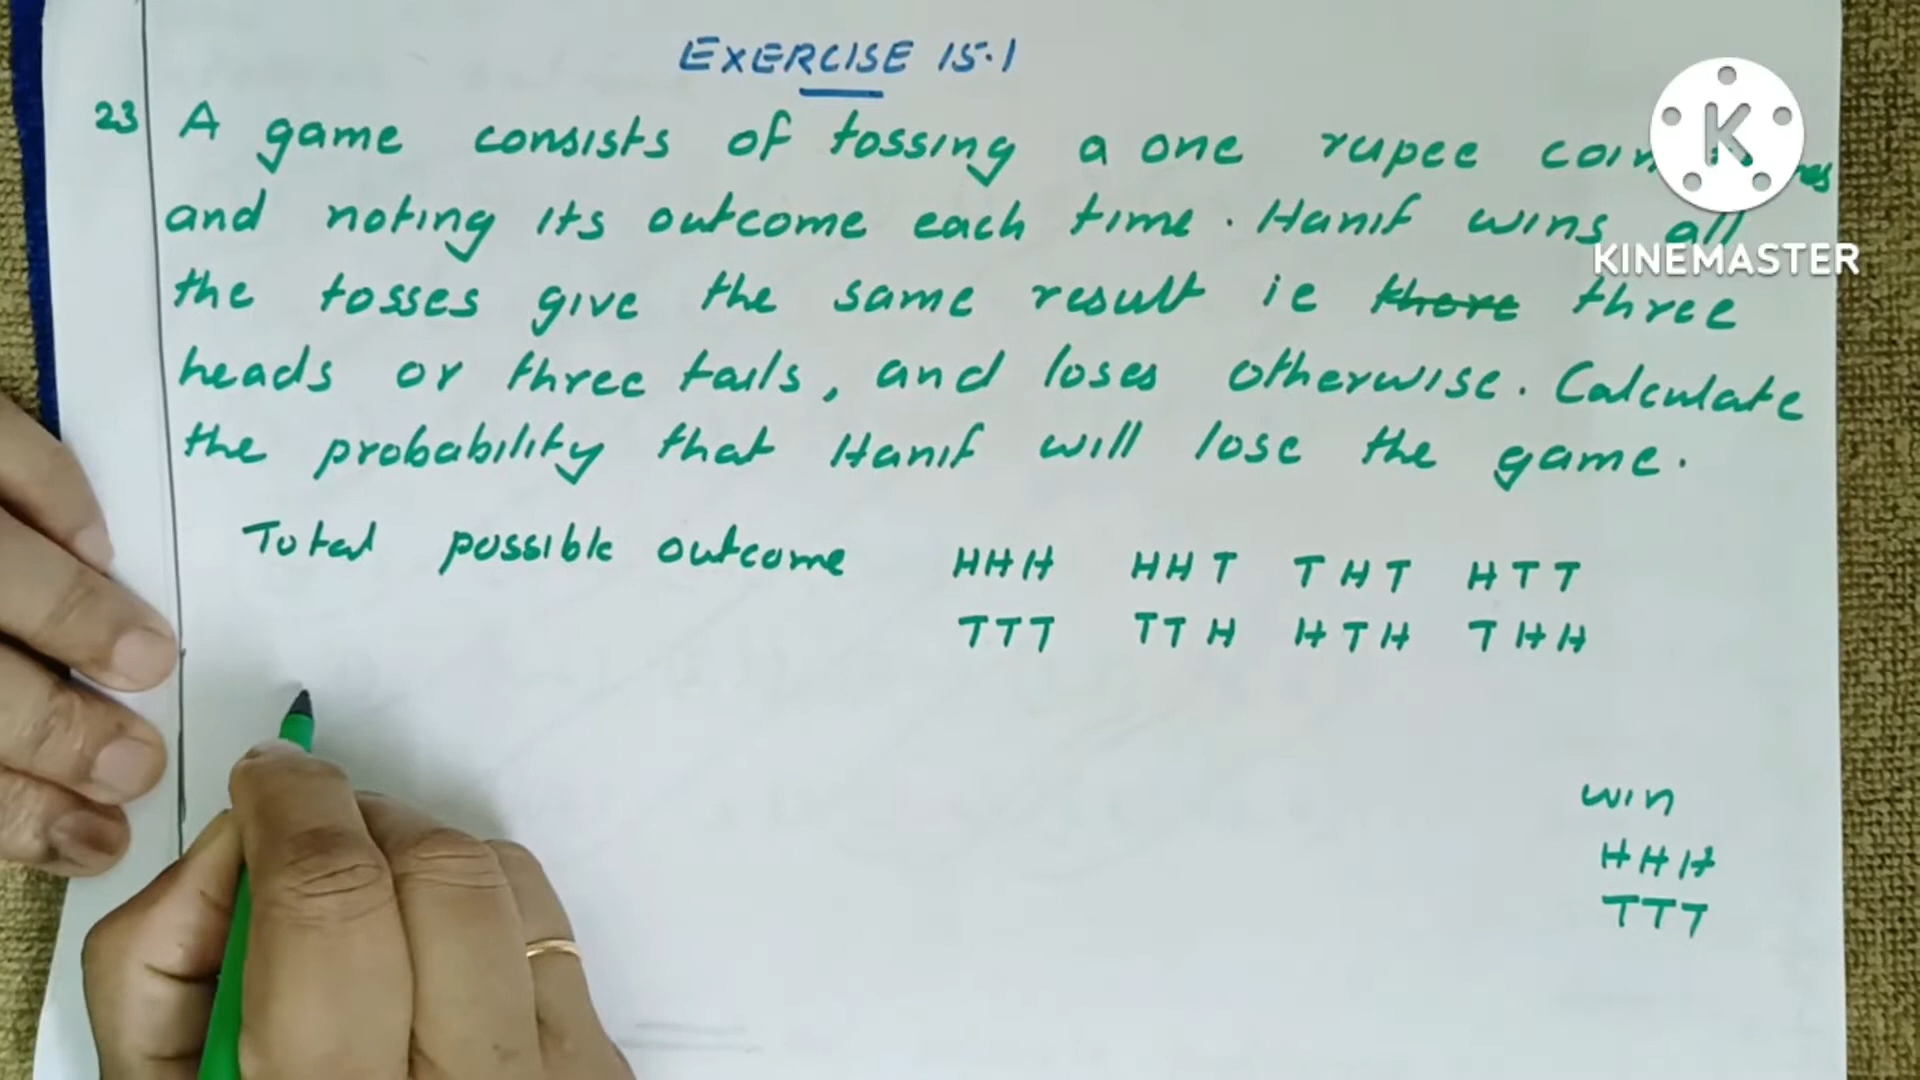 EXERCISE 15.1
23 A game consists of tossing a one rupee coin
and noting its outcome each time. Hanif wins all
the tosses give the same result ie there three
heads or three tails, and loses otherwise. Calculate
the probability that Hanif will lose the game.
Total possible outcome HHH HHT THT HTT
TTT TTH HTH THH
win
HHH
TTT
K
KINEMASTER